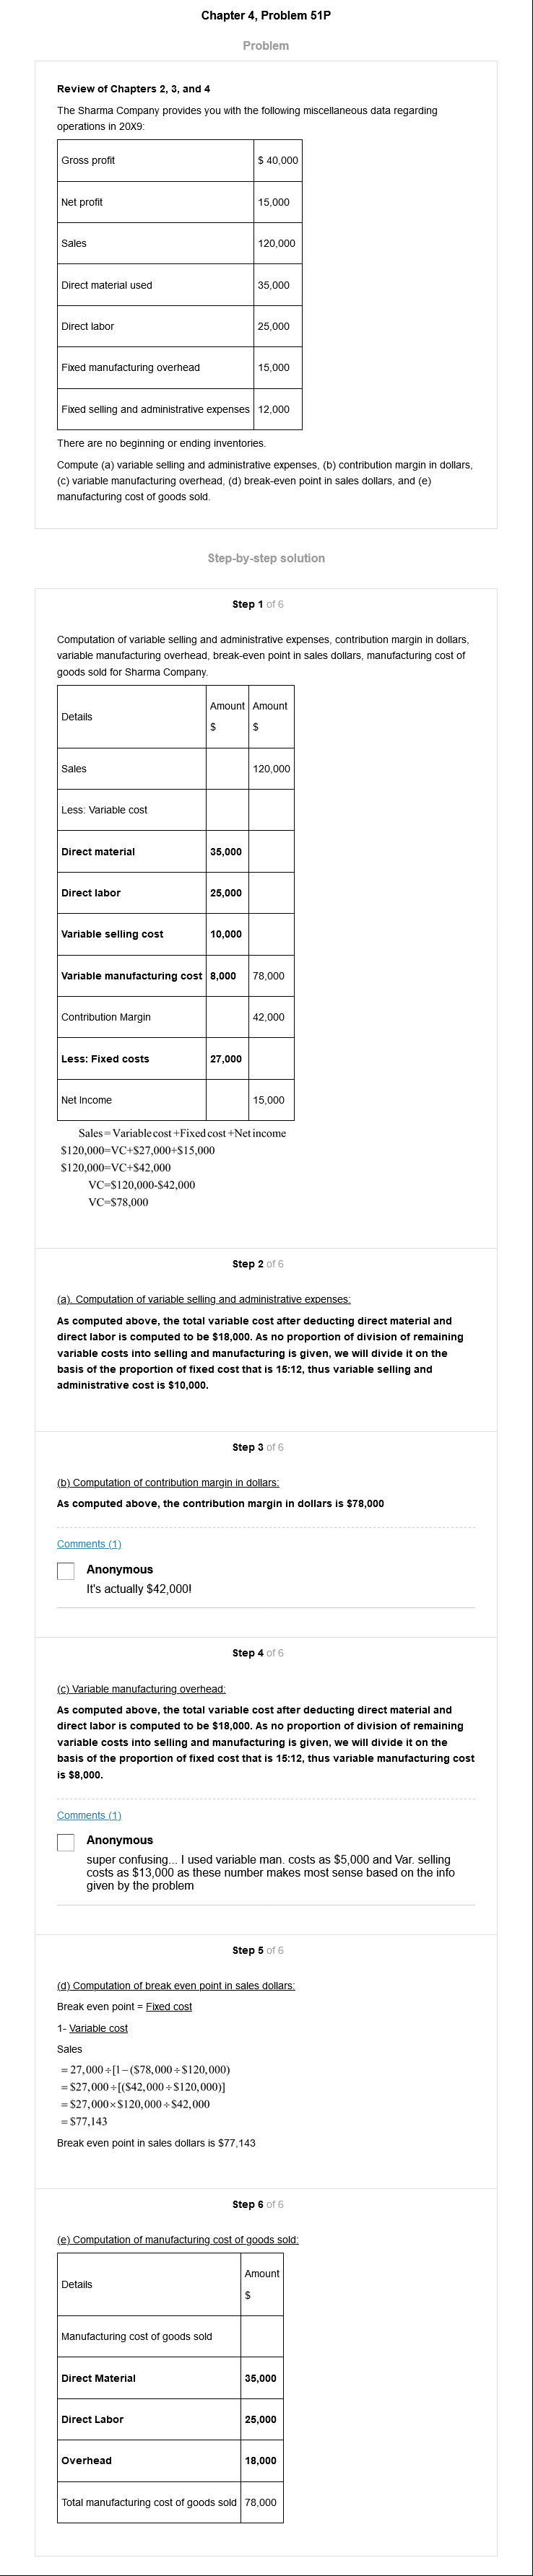 Chapter 4, Problem 51P
Problem
Review of Chapters 2, 3, and 4
The Sharma Company provides you with the following miscellaneous data regarding
operations in 20X9:
Gross profit $ 40,000
Net profit 15,000
Sales 120,000
Direct material used 35,000
Direct labor 25,000
Fixed manufacturing overhead 15,000
Fixed selling and administrative expenses 12,000
There are no beginning or ending inventories.
Compute (a) variable selling and administrative expenses, (b) contribution margin in dollars,
(c) variable manufacturing overhead, (d) break-even point in sales dollars, and (e)
manufacturing cost of goods sold.
Step-by-step solution
Step 1 of 6
Computation of variable selling and administrative expenses, contribution margin in dollars,
variable manufacturing overhead, break-even point in sales dollars, manufacturing cost of
goods sold for Sharma Company.
Details Amount $ Amount $
Sales 120,000
Less: Variable cost
Direct material 35,000
Direct labor 25,000
Variable selling cost 10,000
Variable manufacturing cost 8,000 78,000
Contribution Margin 42,000
Less: Fixed costs 27,000
Net Income 15,000
Sales = Variable cost +Fixed cost +Net income
$120,000=VC+$27,000+$15,000
$120,000=VC+$42,000
VC=$120,000-$42,000
VC=$78,000
Step 2 of 6
(a). Computation of variable selling and administrative expenses:
As computed above, the total variable cost after deducting direct material and
direct labor is computed to be $18,000. As no proportion of division of remaining
variable costs into selling and manufacturing is given, we will divide it on the
basis of the proportion of fixed cost that is 15:12, thus variable selling and
administrative cost is $10,000.
Step 3 of 6
(b) Computation of contribution margin in dollars:
As computed above, the contribution margin in dollars is $78,000
Comments (1)
Anonymous
It's actually $42,000!
Step 4 of 6
(c) Variable manufacturing overhead:
As computed above, the total variable cost after deducting direct material and
direct labor is computed to be $18,000. As no proportion of division of remaining
variable costs into selling and manufacturing is given, we will divide it on the
basis of the proportion of fixed cost that is 15:12, thus variable manufacturing cost
is $8,000.
Comments (1)
Anonymous
super confusing... I used variable man. costs as $5,000 and Var. selling
costs as $13,000 as these number makes most sense based on the info
given by the problem
Step 5 of 6
(d) Computation of break even point in sales dollars:
Break even point = Fixed cost
1- Variable cost
Sales
= 27,000÷[1−($78,000÷$120,000)
= $27,000÷[($42,000÷$120,000)]
= $27,000×$120,000÷$42,000
= $77,143
Break even point in sales dollars is $77,143
Step 6 of 6
(e) Computation of manufacturing cost of goods sold:
Details Amount $
Manufacturing cost of goods sold
Direct Material 35,000
Direct Labor 25,000
Overhead 18,000
Total manufacturing cost of goods sold 78,000